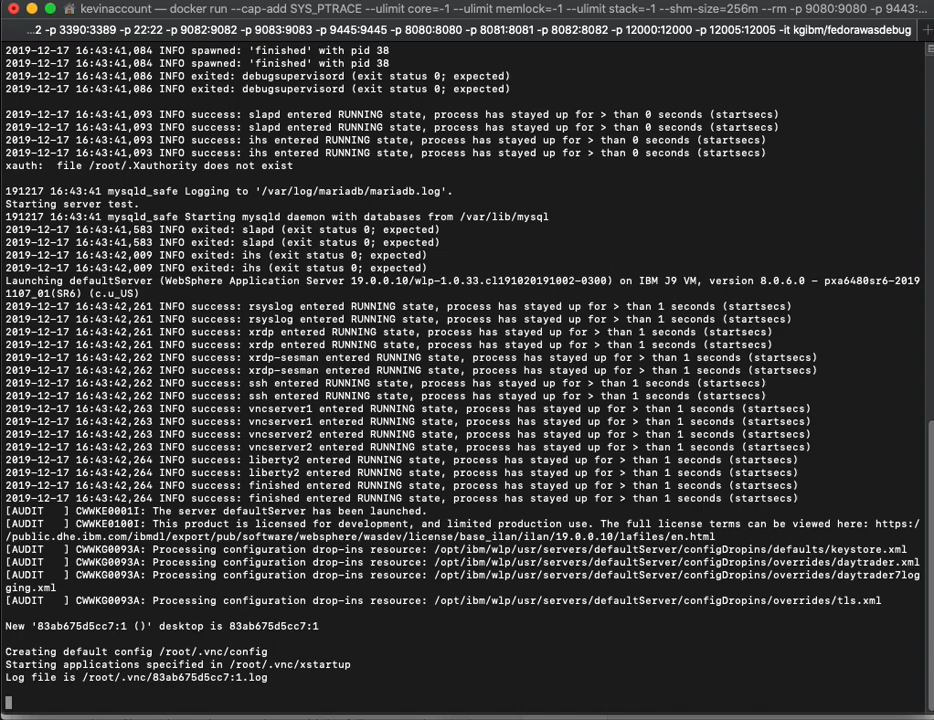 kevinaccount — docker run --cap-add SYS_PTRACE --ulimit core=-1 --ulimit memlock=-1 --ulimit stack=-1 --shm-size=256m --rm -p 9080:9080 -p 9443:...
...2 -p 3390:3389 -p 22:22 -p 9082:9082 -p 9083:9083 -p 9445:9445 -p 8080:8080 -p 8081:8081 -p 8082:8082 -p 12000:12000 -p 12005:12005 -it kgibm/fedorawasdebug
2019-12-17 16:43:41,084 INFO spawned: 'finished' with pid 38
2019-12-17 16:43:41,084 INFO spawned: 'finished' with pid 38
2019-12-17 16:43:41,086 INFO exited: debugsupervisord (exit status 0; expected)
2019-12-17 16:43:41,086 INFO exited: debugsupervisord (exit status 0; expected)
2019-12-17 16:43:41,093 INFO success: slapd entered RUNNING state, process has stayed up for > than 0 seconds (startsecs)
2019-12-17 16:43:41,093 INFO success: slapd entered RUNNING state, process has stayed up for > than 0 seconds (startsecs)
2019-12-17 16:43:41,093 INFO success: ihs entered RUNNING state, process has stayed up for > than 0 seconds (startsecs)
2019-12-17 16:43:41,093 INFO success: ihs entered RUNNING state, process has stayed up for > than 0 seconds (startsecs)
xauth:  file /root/.Xauthority does not exist
191217 16:43:41 mysqld_safe Logging to '/var/log/mariadb/mariadb.log'.
Starting server test.
191217 16:43:41 mysqld_safe Starting mysqld daemon with databases from /var/lib/mysql
2019-12-17 16:43:41,583 INFO exited: slapd (exit status 0; expected)
2019-12-17 16:43:41,583 INFO exited: slapd (exit status 0; expected)
2019-12-17 16:43:42,009 INFO exited: ihs (exit status 0; expected)
2019-12-17 16:43:42,009 INFO exited: ihs (exit status 0; expected)
Launching defaultServer (WebSphere Application Server 19.0.0.10/wlp-1.0.33.cl191020191002-0300) on IBM J9 VM, version 8.0.6.0 - pxa6480sr6-2019
1107_01(SR6) (c.u_US)
2019-12-17 16:43:42,261 INFO success: rsyslog entered RUNNING state, process has stayed up for > than 1 seconds (startsecs)
2019-12-17 16:43:42,261 INFO success: rsyslog entered RUNNING state, process has stayed up for > than 1 seconds (startsecs)
2019-12-17 16:43:42,261 INFO success: xrdp entered RUNNING state, process has stayed up for > than 1 seconds (startsecs)
2019-12-17 16:43:42,261 INFO success: xrdp entered RUNNING state, process has stayed up for > than 1 seconds (startsecs)
2019-12-17 16:43:42,262 INFO success: xrdp-sesman entered RUNNING state, process has stayed up for > than 1 seconds (startsecs)
2019-12-17 16:43:42,262 INFO success: xrdp-sesman entered RUNNING state, process has stayed up for > than 1 seconds (startsecs)
2019-12-17 16:43:42,262 INFO success: ssh entered RUNNING state, process has stayed up for > than 1 seconds (startsecs)
2019-12-17 16:43:42,262 INFO success: ssh entered RUNNING state, process has stayed up for > than 1 seconds (startsecs)
2019-12-17 16:43:42,263 INFO success: vncserver1 entered RUNNING state, process has stayed up for > than 1 seconds (startsecs)
2019-12-17 16:43:42,263 INFO success: vncserver1 entered RUNNING state, process has stayed up for > than 1 seconds (startsecs)
2019-12-17 16:43:42,263 INFO success: vncserver2 entered RUNNING state, process has stayed up for > than 1 seconds (startsecs)
2019-12-17 16:43:42,263 INFO success: vncserver2 entered RUNNING state, process has stayed up for > than 1 seconds (startsecs)
2019-12-17 16:43:42,264 INFO success: liberty2 entered RUNNING state, process has stayed up for > than 1 seconds (startsecs)
2019-12-17 16:43:42,264 INFO success: liberty2 entered RUNNING state, process has stayed up for > than 1 seconds (startsecs)
2019-12-17 16:43:42,264 INFO success: finished entered RUNNING state, process has stayed up for > than 1 seconds (startsecs)
2019-12-17 16:43:42,264 INFO success: finished entered RUNNING state, process has stayed up for > than 1 seconds (startsecs)
[AUDIT   ] CWWKE0001I: The server defaultServer has been launched.
[AUDIT   ] CWWKE0100I: This product is licensed for development, and limited production use. The full license terms can be viewed here: https:/
/public.dhe.ibm.com/ibmdl/export/pub/software/websphere/wasdev/license/base_ilan/ilan/19.0.0.10/lafiles/en.html
[AUDIT   ] CWWKG0093A: Processing configuration drop-ins resource: /opt/ibm/wlp/usr/servers/defaultServer/configDropins/defaults/keystore.xml
[AUDIT   ] CWWKG0093A: Processing configuration drop-ins resource: /opt/ibm/wlp/usr/servers/defaultServer/configDropins/overrides/daytrader.xml
[AUDIT   ] CWWKG0093A: Processing configuration drop-ins resource: /opt/ibm/wlp/usr/servers/defaultServer/configDropins/overrides/daytrader7log
ging.xml
[AUDIT   ] CWWKG0093A: Processing configuration drop-ins resource: /opt/ibm/wlp/usr/servers/defaultServer/configDropins/overrides/tls.xml
New '83ab675d5cc7:1 ()' desktop is 83ab675d5cc7:1
Creating default config /root/.vnc/config
Starting applications specified in /root/.vnc/xstartup
Log file is /root/.vnc/83ab675d5cc7:1.log